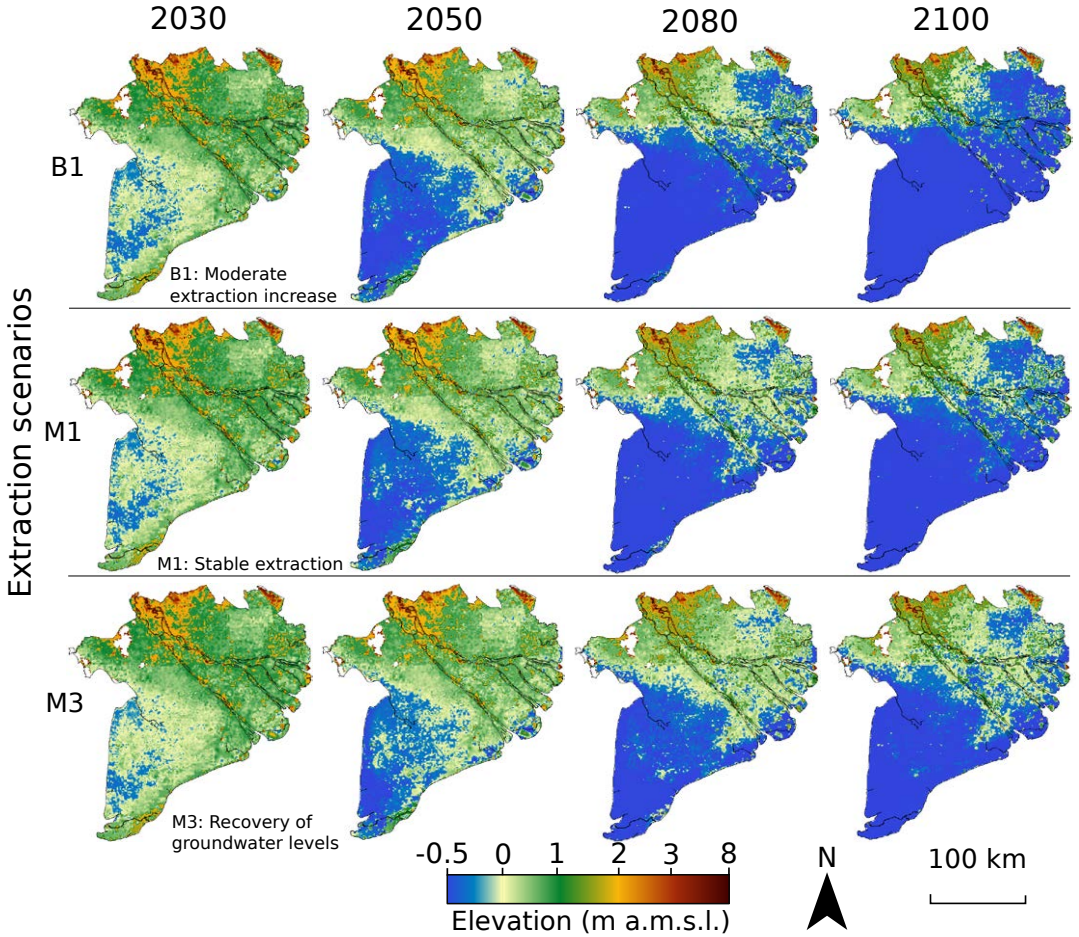 2030 2050 2080 2100
Extraction scenarios
B1
B1: Moderate
extraction increase
M1
M1: Stable extraction
M3
M3: Recovery of
groundwater levels
-0.5 0 1 2 3 8
Elevation (m a.m.s.l.)
N
100 km